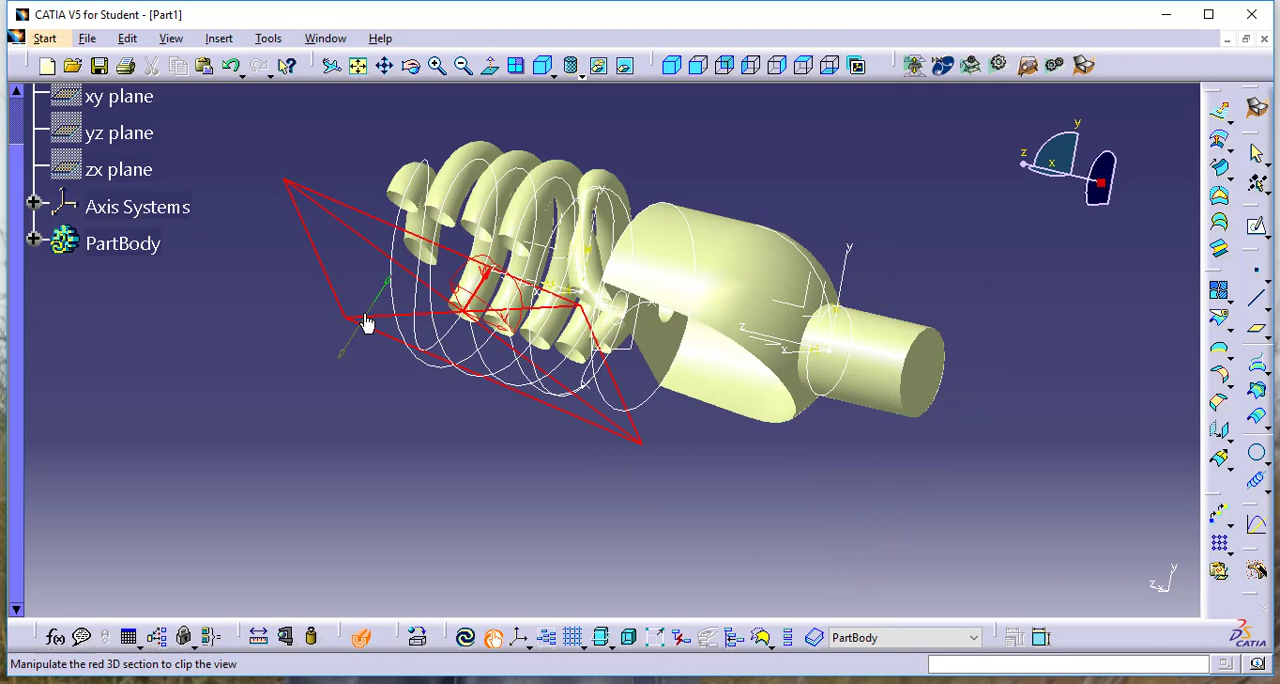 CATIA V5 for Student - [Part1]
Start File Edit View Insert Tools Window Help
xy plane
yz plane
zx plane
Axis Systems
PartBody
y
z
x
y
z
x
y
z x
f(x)
PartBody
CATIA
Manipulate the red 3D section to clip the view